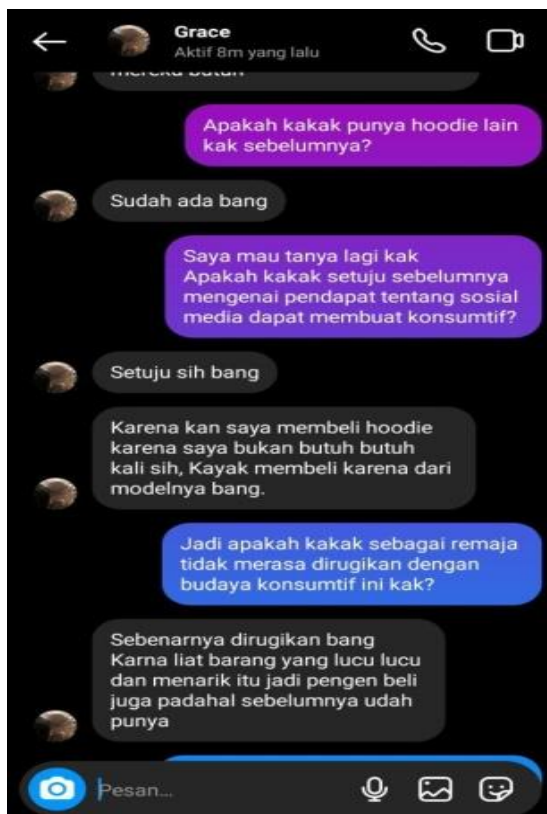 Grace
Aktif 8m yang lalu
mereka butuh
Apakah kakak punya hoodie lain
kak sebelumnya?
Sudah ada bang
Saya mau tanya lagi kak
Apakah kakak setuju sebelumnya
mengenai pendapat tentang sosial
media dapat membuat konsumtif?
Setuju sih bang
Karena kan saya membeli hoodie
karena saya bukan butuh butuh
kali sih, Kayak membeli karena dari
modelnya bang.
Jadi apakah kakak sebagai remaja
tidak merasa dirugikan dengan
budaya konsumtif ini kak?
Sebenarnya dirugikan bang
Karna liat barang yang lucu lucu
dan menarik itu jadi pengen beli
juga padahal sebelumnya udah
punya
Pesan...